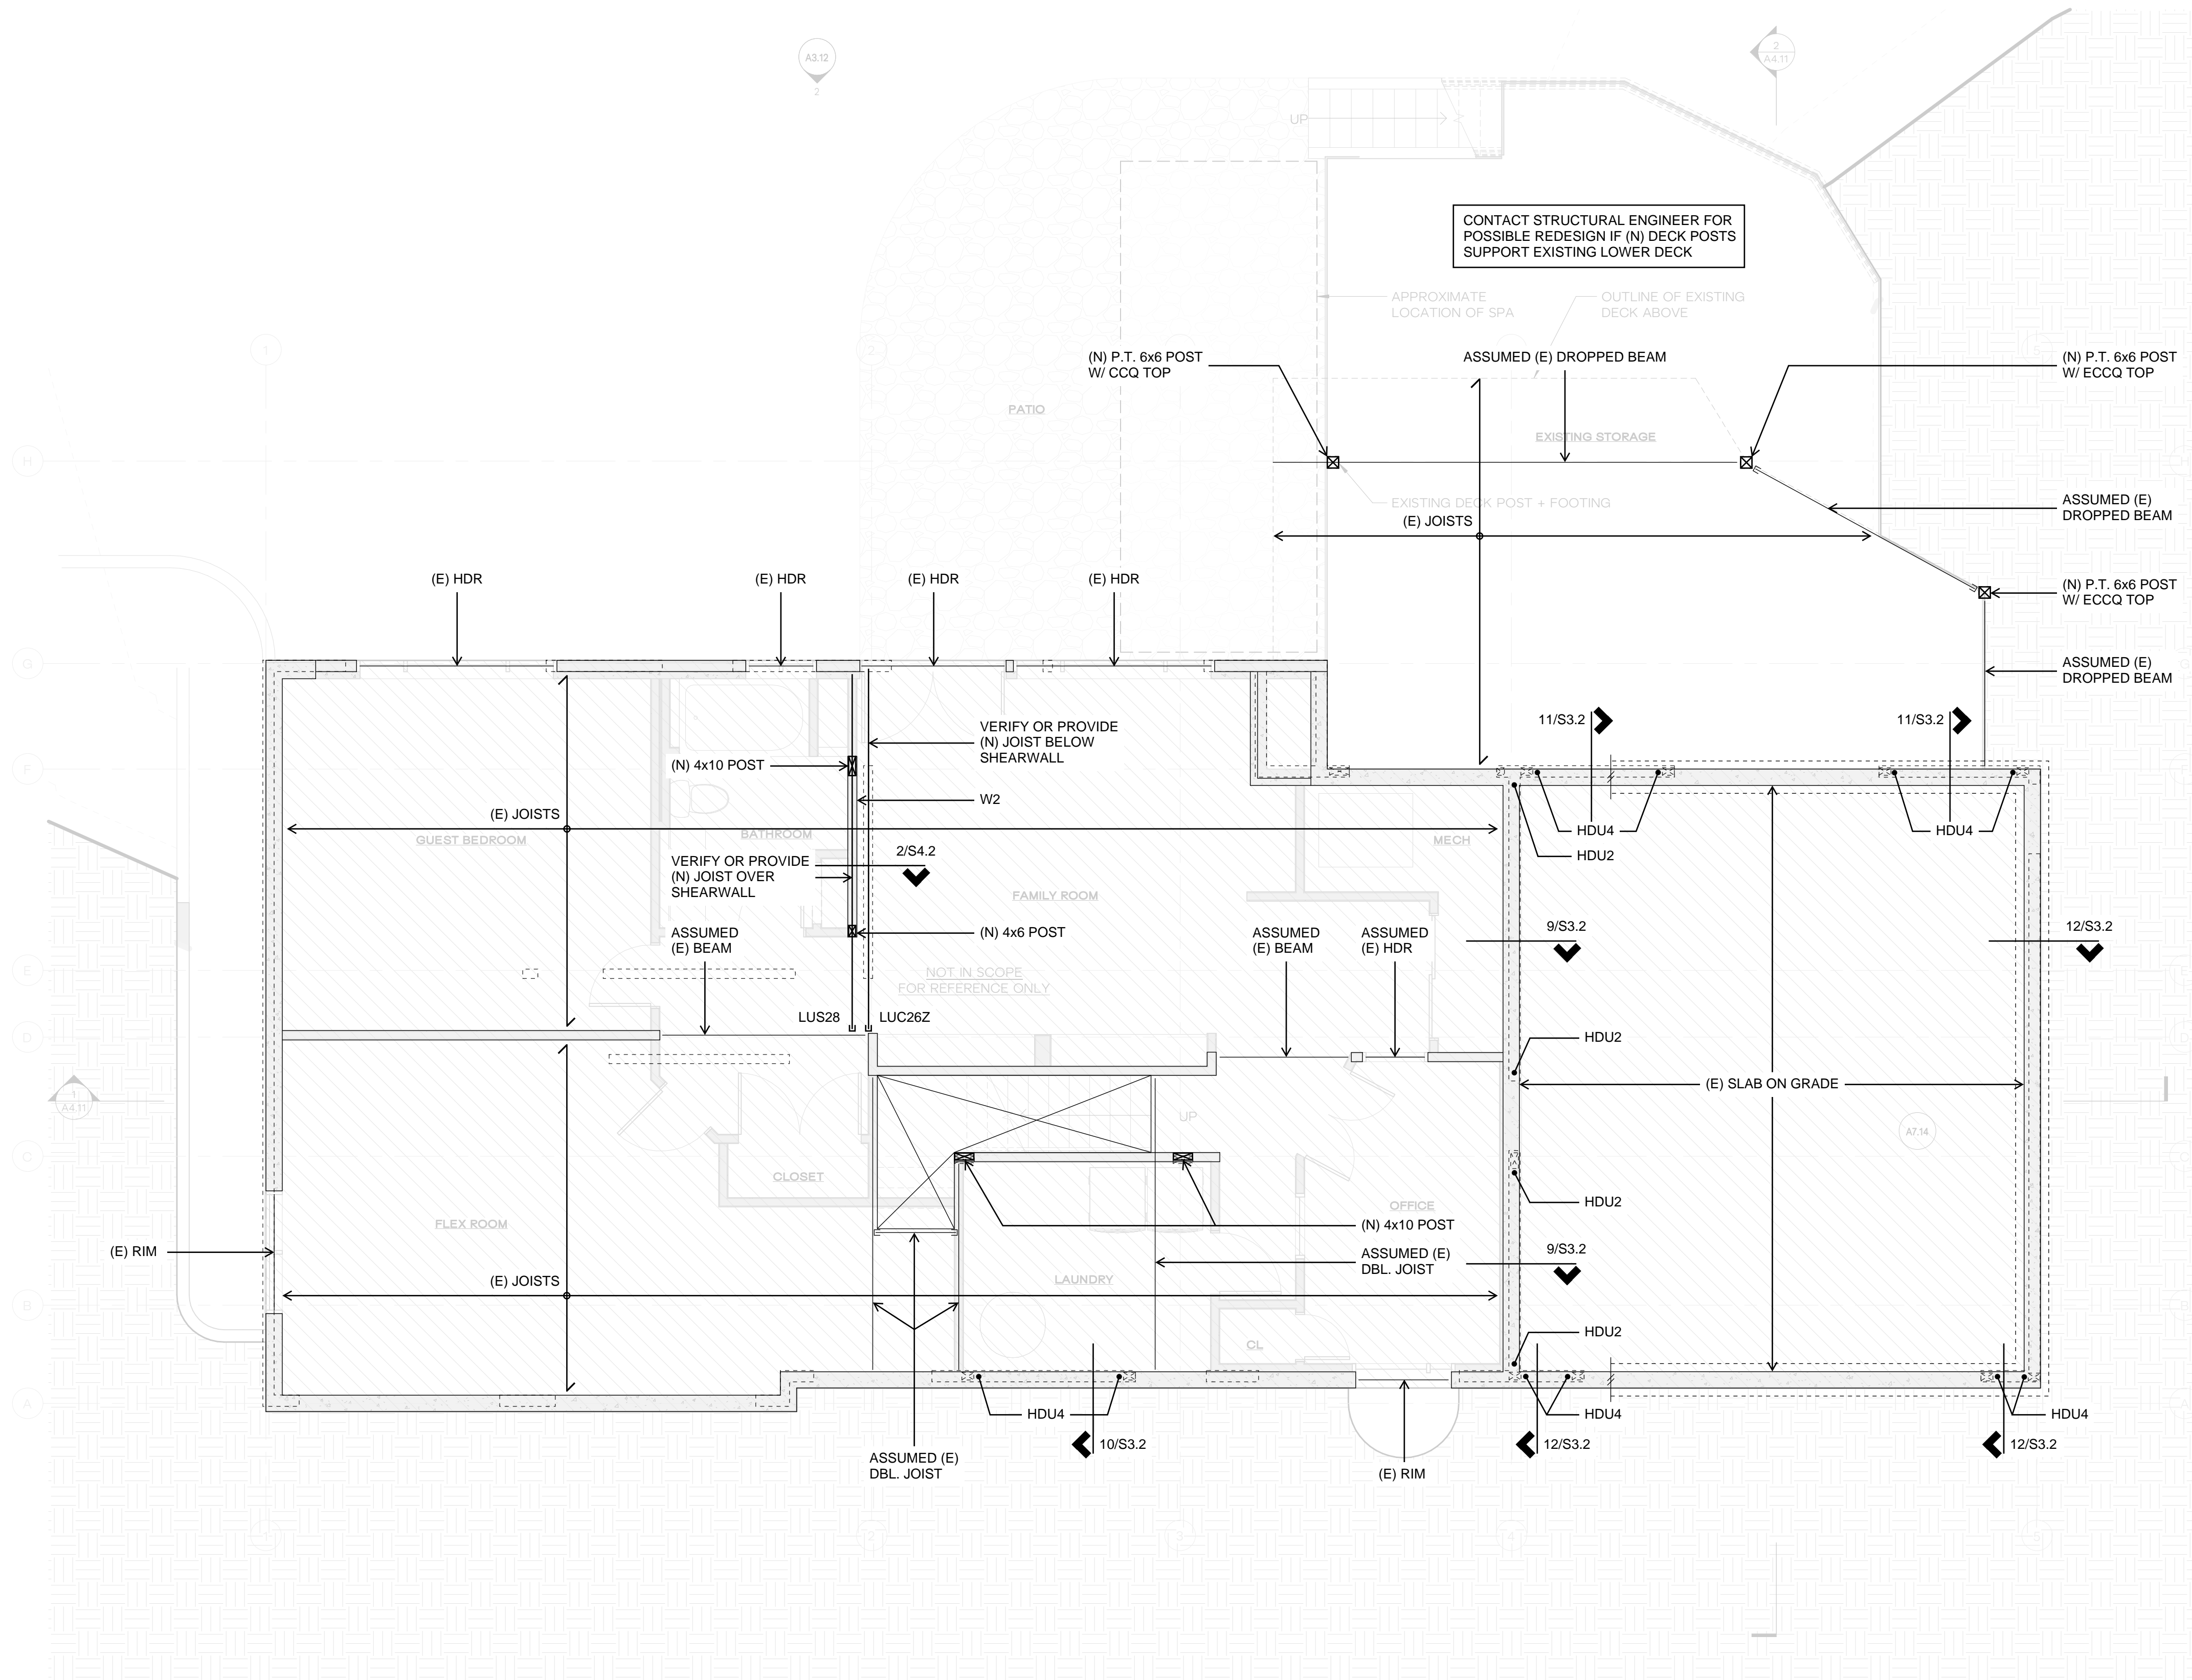 A3.12
2
2
A4.11
UP
CONTACT STRUCTURAL ENGINEER FOR
POSSIBLE REDESIGN IF (N) DECK POSTS
SUPPORT EXISTING LOWER DECK
APPROXIMATE
LOCATION OF SPA
OUTLINE OF EXISTING
DECK ABOVE
1
2
(N) P.T. 6x6 POST
W/ CCQ TOP
ASSUMED (E) DROPPED BEAM
(N) P.T. 6x6 POST
W/ ECCQ TOP
PATIO
EXISTING STORAGE
H
EXISTING DECK POST + FOOTING
ASSUMED (E)
DROPPED BEAM
(E) JOISTS
(E) HDR
(E) HDR
(E) HDR
(E) HDR
(N) P.T. 6x6 POST
W/ ECCQ TOP
G
ASSUMED (E)
DROPPED BEAM
11/S3.2
11/S3.2
VERIFY OR PROVIDE
(N) JOIST BELOW
SHEARWALL
F
(N) 4x10 POST
W2
(E) JOISTS
HDU4
HDU4
GUEST BEDROOM
BATHROOM
MECH
2/S4.2
HDU2
VERIFY OR PROVIDE
(N) JOIST OVER
SHEARWALL
FAMILY ROOM
ASSUMED
(E) BEAM
(N) 4x6 POST
ASSUMED
(E) BEAM
ASSUMED
(E) HDR
9/S3.2
12/S3.2
E
NOT IN SCOPE
FOR REFERENCE ONLY
LUS28
LUC26Z
D
HDU2
(E) SLAB ON GRADE
1
A4.11
UP
A7.14
C
CLOSET
HDU2
OFFICE
FLEX ROOM
(N) 4x10 POST
(E) RIM
ASSUMED (E)
DBL. JOIST
9/S3.2
(E) JOISTS
LAUNDRY
B
HDU2
CL
A
HDU4
HDU4
HDU4
10/S3.2
12/S3.2
12/S3.2
ASSUMED (E)
DBL. JOIST
(E) RIM
1
2
3
4
5